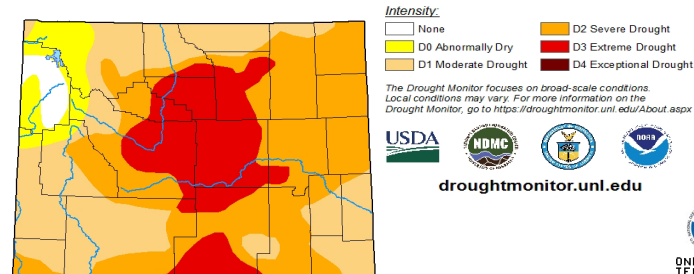 Intensity:
None
D0 Abnormally Dry
D1 Moderate Drought
D2 Severe Drought
D3 Extreme Drought
D4 Exceptional Drought
The Drought Monitor focuses on broad-scale conditions.
Local conditions may vary. For more information on the
Drought Monitor, go to https://droughtmonitor.unl.edu/About.aspx
USDA
NDMC
NOAA
droughtmonitor.unl.edu